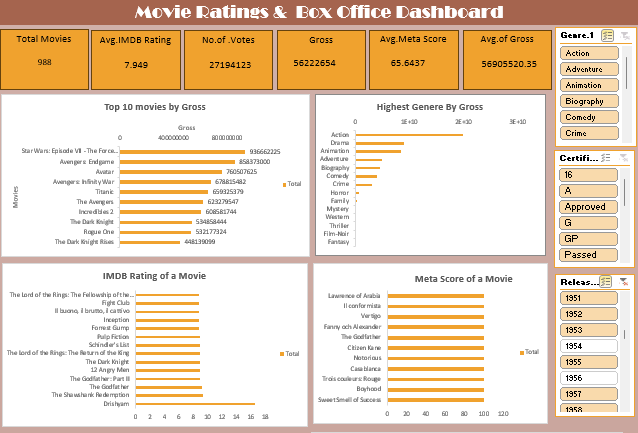 Movie Ratings & Box Office Dashboard
Total Movies
988
Avg.IMDB Rating
7.949
No.of .Votes
27194123
Gross
56222654
Avg.Meta Score
65.6437
Avg.of Gross
56905520.35
Genre.1
Action
Adventure
Animation
Biography
Comedy
Crime
Top 10 movies by Gross
Gross
0 400000000 800000000
Movies
Star Wars: Episode VII - The Force... 936662225
Avengers: Endgame 858373000
Avatar 760507625
Avengers: Infinity War 678815482
Titanic 659325379
The Avengers 623279547
Incredibles 2 608581744
The Dark Knight 534858444
Rogue One 532177324
The Dark Knight Rises 448139099
Total
Highest Genere By Gross
0 1E+10 2E+10 3E+10
Action
Drama
Animation
Adventure
Biography
Comedy
Crime
Horror
Family
Mystery
Western
Thriller
Film-Noir
Fantasy
Certifi...
16
A
Approved
G
GP
Passed
IMDB Rating of a Movie
The Lord of the Rings: The Fellowship of the...
Fight Club
Il buono, il brutto, il cattivo
Inception
Forrest Gump
Pulp Fiction
Schindler's List
The Lord of the Rings: The Return of the King
The Dark Knight
12 Angry Men
The Godfather: Part II
The Godfather
The Shawshank Redemption
Drishyam
0 2 4 6 8 10 12 14 16 18
Total
Meta Score of a Movie
Lawrence of Arabia
Il conformista
Vertigo
Fanny och Alexander
The Godfather
Citizen Kane
Notorious
Casablanca
Trois couleurs: Rouge
Boyhood
Sweet Smell of Success
0 20 40 60 80 100 120
Total
Releas...
1951
1952
1953
1954
1955
1956
1957
1958